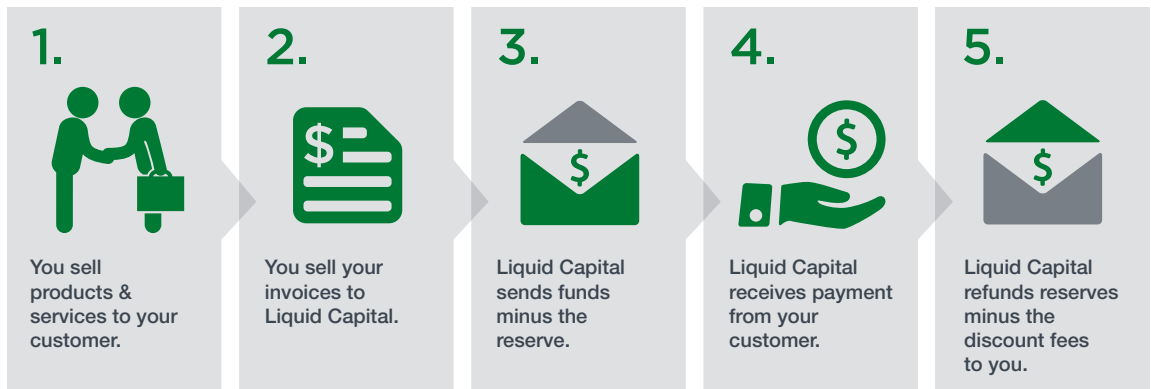 1.
You sell
products &
services to your
customer.
2.
$
You sell your
invoices to
Liquid Capital.
3.
$
Liquid Capital
sends funds
minus the
reserve.
4.
$
Liquid Capital
receives payment
from your
customer.
5.
$
Liquid Capital
refunds reserves
minus the
discount fees
to you.